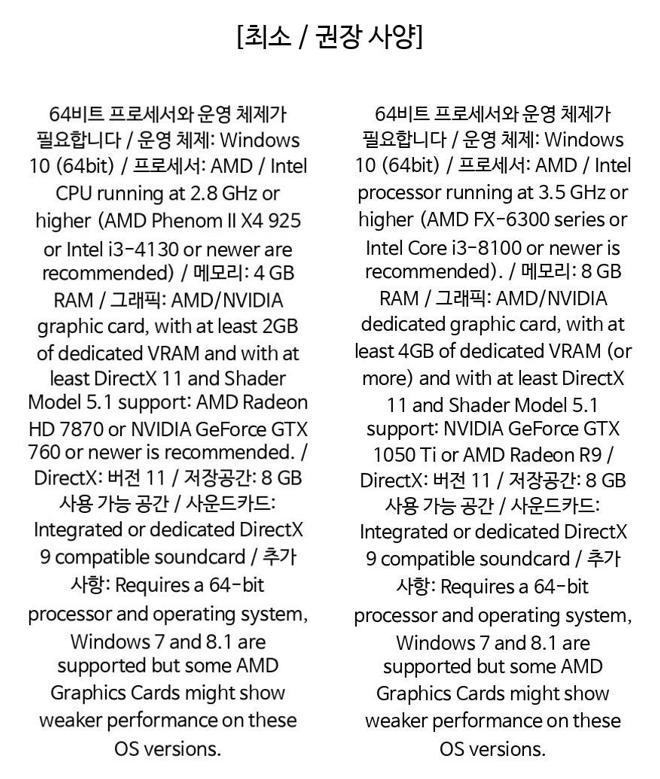 [최소 / 권장 사양]
64비트 프로세서와 운영 체제가
필요합니다 / 운영 체제: Windows
10 (64bit) / 프로세서: AMD / Intel
CPU running at 2.8 GHz or
higher (AMD Phenom II X4 925
or Intel i3-4130 or newer are
recommended) / 메모리: 4 GB
RAM / 그래픽: AMD/NVIDIA
graphic card, with at least 2GB
of dedicated VRAM and with at
least DirectX 11 and Shader
Model 5.1 support: AMD Radeon
HD 7870 or NVIDIA GeForce GTX
760 or newer is recommended. /
DirectX: 버전 11 / 저장공간: 8 GB
사용 가능 공간 / 사운드카드:
Integrated or dedicated DirectX
9 compatible soundcard / 추가
사항: Requires a 64-bit
processor and operating system,
Windows 7 and 8.1 are
supported but some AMD
Graphics Cards might show
weaker performance on these
OS versions.
64비트 프로세서와 운영 체제가
필요합니다 / 운영 체제: Windows
10 (64bit) / 프로세서: AMD / Intel
processor running at 3.5 GHz or
higher (AMD FX-6300 series or
Intel Core i3-8100 or newer is
recommended). / 메모리: 8 GB
RAM / 그래픽: AMD/NVIDIA
dedicated graphic card, with at
least 4GB of dedicated VRAM (or
more) and with at least DirectX
11 and Shader Model 5.1
support: NVIDIA GeForce GTX
1050 Ti or AMD Radeon R9 /
DirectX: 버전 11 / 저장공간: 8 GB
사용 가능 공간 / 사운드카드:
Integrated or dedicated DirectX
9 compatible soundcard / 추가
사항: Requires a 64-bit
processor and operating system,
Windows 7 and 8.1 are
supported but some AMD
Graphics Cards might show
weaker performance on these
OS versions.